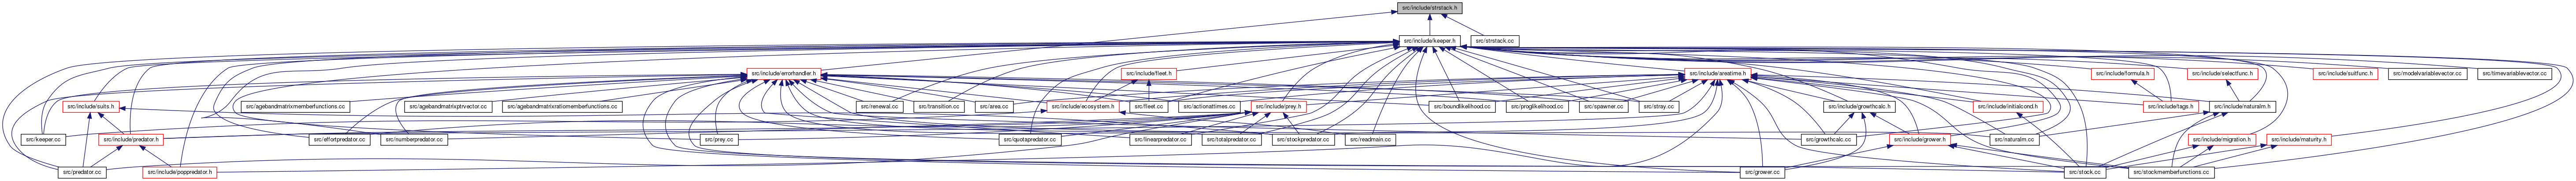 src/include/strstack.h
src/include/keeper.h
src/strstack.cc
src/include/errorhandler.h
src/include/fleet.h
src/include/areatime.h
src/include/formula.h
src/include/selectfunc.h
src/include/suitfunc.h
src/modelvariablevector.cc
src/timevariablevector.cc
src/include/suits.h
src/agebandmatrixmemberfunctions.cc
src/agebandmatrixptrvector.cc
src/agebandmatrixratiomemberfunctions.cc
src/renewal.cc
src/transition.cc
src/area.cc
src/include/ecosystem.h
src/fleet.cc
src/actionattimes.cc
src/include/prey.h
src/boundlikelihood.cc
src/proglikelihood.cc
src/spawner.cc
src/stray.cc
src/include/growthcalc.h
src/include/initialcond.h
src/include/tags.h
src/include/naturalm.h
src/keeper.cc
src/include/predator.h
src/effortpredator.cc
src/numberpredator.cc
src/prey.cc
src/quotapredator.cc
src/linearpredator.cc
src/totalpredator.cc
src/stockpredator.cc
src/readmain.cc
src/growthcalc.cc
src/include/grower.h
src/naturalm.cc
src/include/migration.h
src/include/maturity.h
src/predator.cc
src/include/poppredator.h
src/grower.cc
src/stock.cc
src/stockmemberfunctions.cc